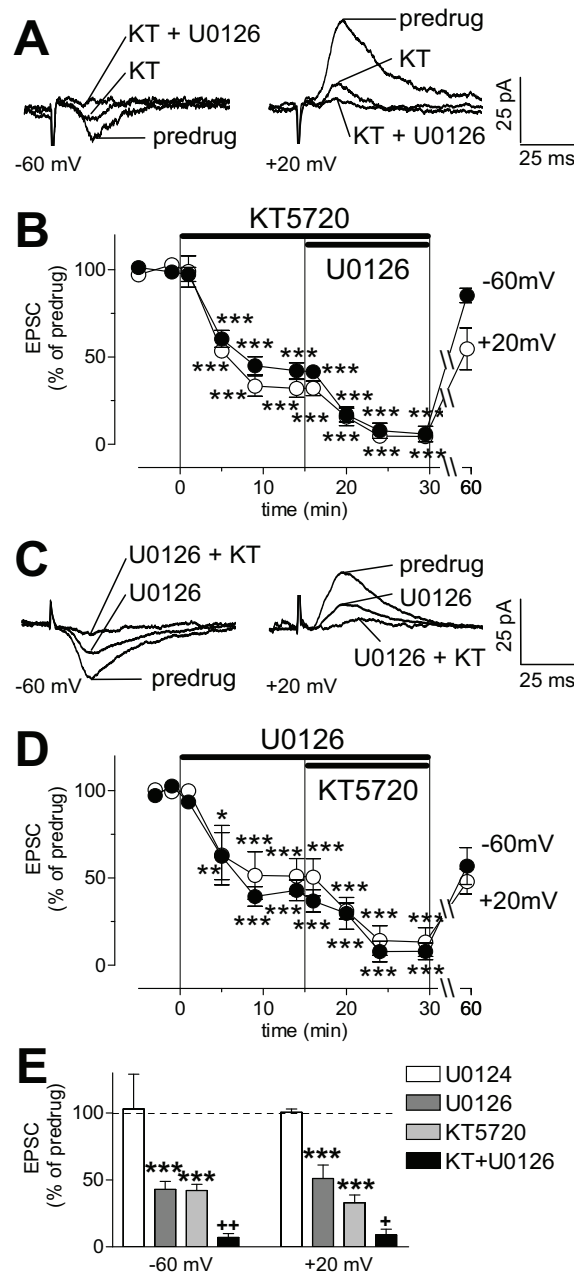 A
KT + U0126
KT
predrug
-60 mV
predrug
KT
KT + U0126
+20 mV
25 pA
25 ms
B
KT5720
U0126
EPSC
(% of predrug)
100
50
0
-60mV
+20mV
*** *** *** ***
*** *** ***
*** *** ***
*** *** ***
0 10 20 30 60
time (min)
C
U0126 + KT
U0126
predrug
-60 mV
predrug
U0126
U0126 + KT
+20 mV
25 pA
25 ms
D
U0126
KT5720
EPSC
(% of predrug)
100
50
0
-60mV
+20mV
*
*** *** *** *** *** ***
** *** *** *** *** *** ***
0 10 20 30 60
time (min)
E
EPSC
(% of predrug)
100
50
0
*** *** ++
*** *** +
-60 mV +20 mV
U0124
U0126
KT5720
KT+U0126